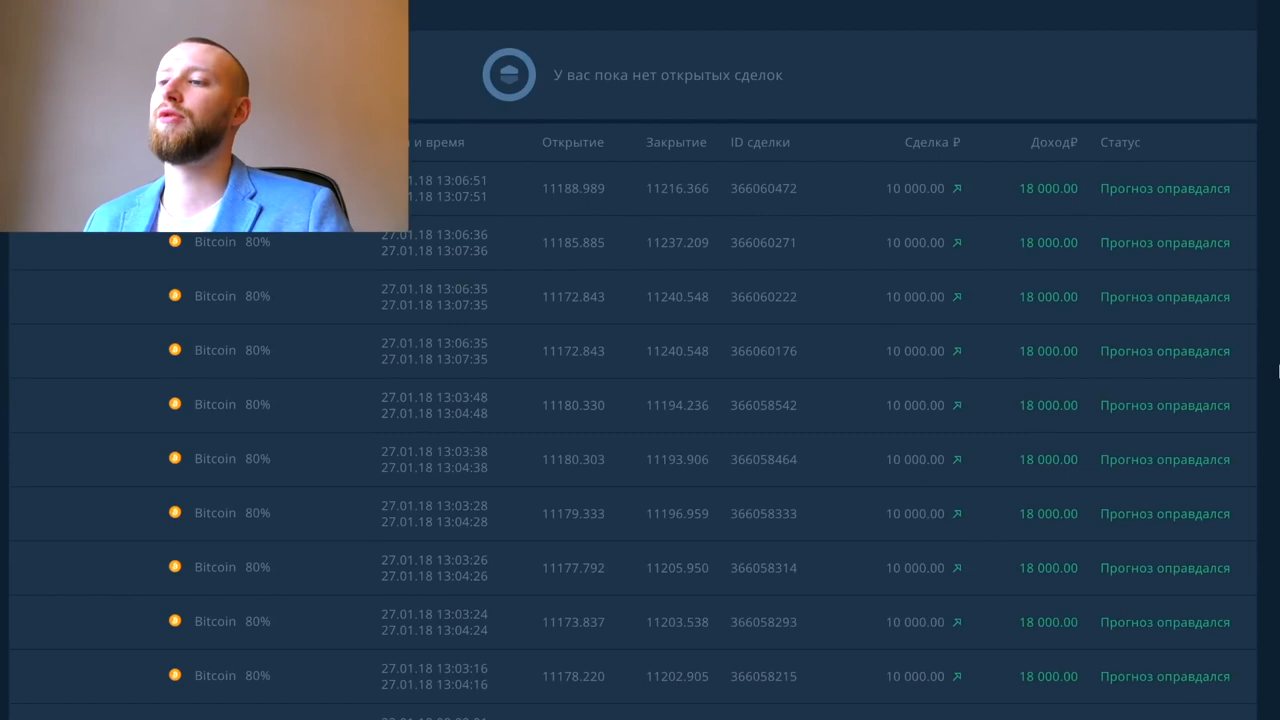 У вас пока нет открытых сделок
и время Открытие Закрытие ID сделки Сделка ₽ Доход₽ Статус
1.18 13:06:51
1.18 13:07:51
11188.989 11216.366 366060472 10 000.00 18 000.00 Прогноз оправдался
27.01.18 13:06:36
Bitcoin 80% 11185.885 11237.209 366060271 10 000.00 18 000.00 Прогноз оправдался
27.01.18 13:07:36
27.01.18 13:06:35
Bitcoin 80% 11172.843 11240.548 366060222 10 000.00 18 000.00 Прогноз оправдался
27.01.18 13:07:35
27.01.18 13:06:35
Bitcoin 80% 11172.843 11240.548 366060176 10 000.00 18 000.00 Прогноз оправдался
27.01.18 13:07:35
27.01.18 13:03:48
Bitcoin 80% 11180.330 11194.236 366058542 10 000.00 18 000.00 Прогноз оправдался
27.01.18 13:04:48
27.01.18 13:03:38
Bitcoin 80% 11180.303 11193.906 366058464 10 000.00 18 000.00 Прогноз оправдался
27.01.18 13:04:38
27.01.18 13:03:28
Bitcoin 80% 11179.333 11196.959 366058333 10 000.00 18 000.00 Прогноз оправдался
27.01.18 13:04:28
27.01.18 13:03:26
Bitcoin 80% 11177.792 11205.950 366058314 10 000.00 18 000.00 Прогноз оправдался
27.01.18 13:04:26
27.01.18 13:03:24
Bitcoin 80% 11173.837 11203.538 366058293 10 000.00 18 000.00 Прогноз оправдался
27.01.18 13:04:24
27.01.18 13:03:16
Bitcoin 80% 11178.220 11202.905 366058215 10 000.00 18 000.00 Прогноз оправдался
27.01.18 13:04:16